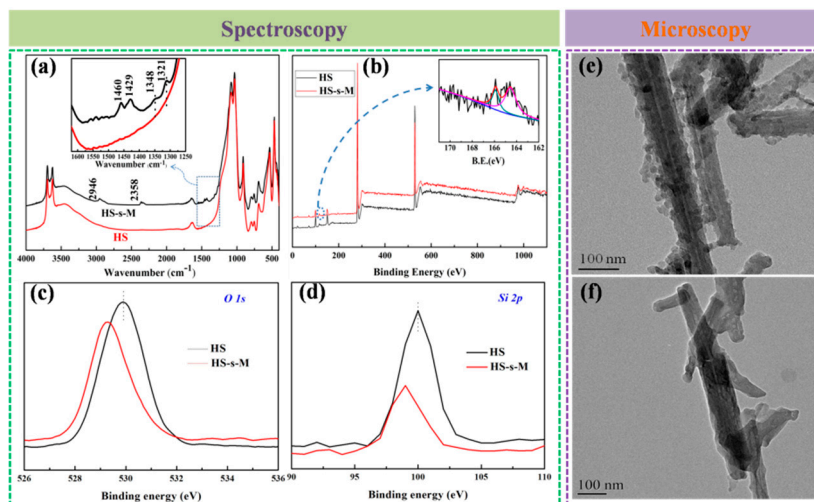 Spectroscopy
Microscopy
(a)
1460
1429
1348
1321
1600 1550 1500 1450 1400 1350 1300 1250
Wavenumber (cm-1)
2946
2358
HS-s-M
HS
4000 3500 3000 2500 2000 1500 1000 500
Wavenumber (cm-1)
(b)
HS
HS-s-M
170 168 166 164 162
B.E.(eV)
0 200 400 600 800 1000
Binding Energy (eV)
(c)
O 1s
HS
HS-s-M
526 528 530 532 534 536
Binding energy (eV)
(d)
Si 2p
HS
HS-s-M
90 95 100 105 110
Binding energy (eV)
(e)
100 nm
(f)
100 nm